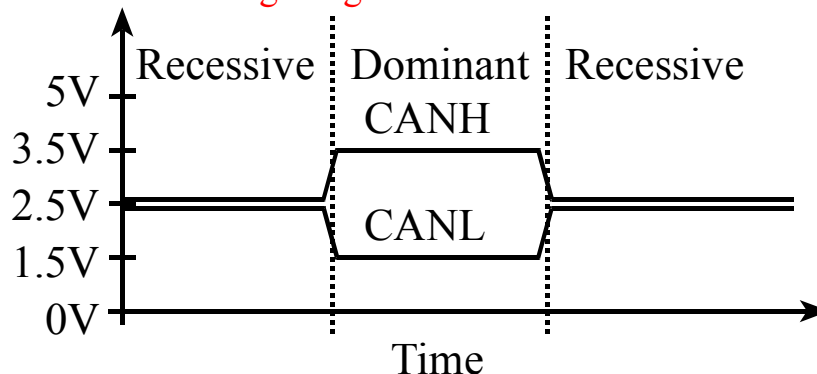 Recessive Dominant Recessive
5V
CANH
3.5V
2.5V
CANL
1.5V
0V
Time